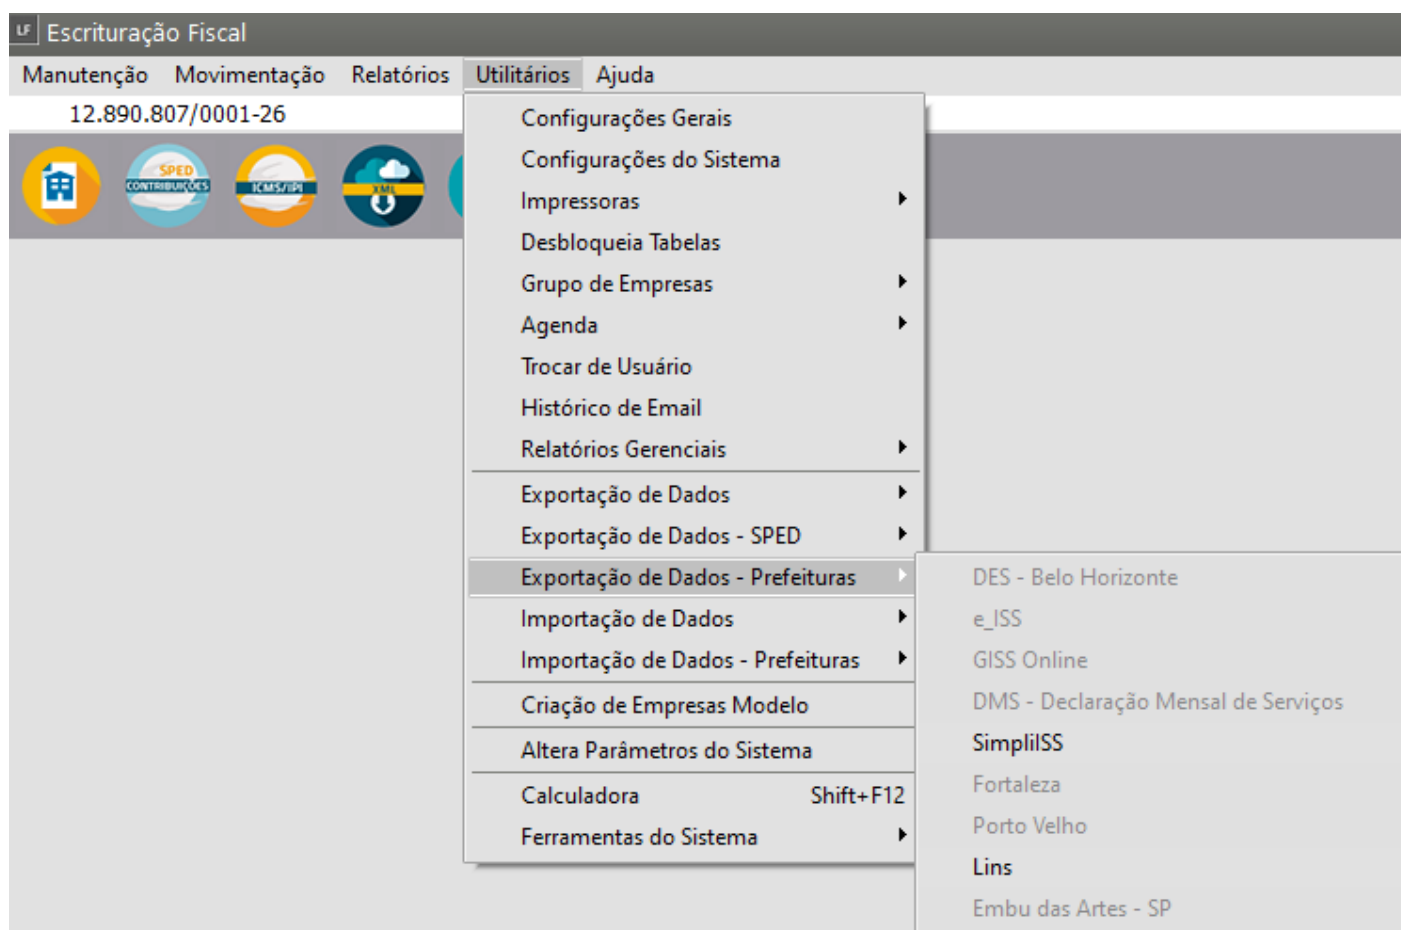 LF Escrituração Fiscal
Manutenção Movimentação Relatórios Utilitários Ajuda
12.890.807/0001-26
SPED
CONTRIBUIÇÕES
ICMS/IPI
XML
Configurações Gerais
Configurações do Sistema
Impressoras
Desbloqueia Tabelas
Grupo de Empresas
Agenda
Trocar de Usuário
Histórico de Email
Relatórios Gerenciais
Exportação de Dados
Exportação de Dados - SPED
Exportação de Dados - Prefeituras
Importação de Dados
Importação de Dados - Prefeituras
Criação de Empresas Modelo
Altera Parâmetros do Sistema
Calculadora Shift+F12
Ferramentas do Sistema
DES - Belo Horizonte
e_ISS
GISS Online
DMS - Declaração Mensal de Serviços
SimpliISS
Fortaleza
Porto Velho
Lins
Embu das Artes - SP